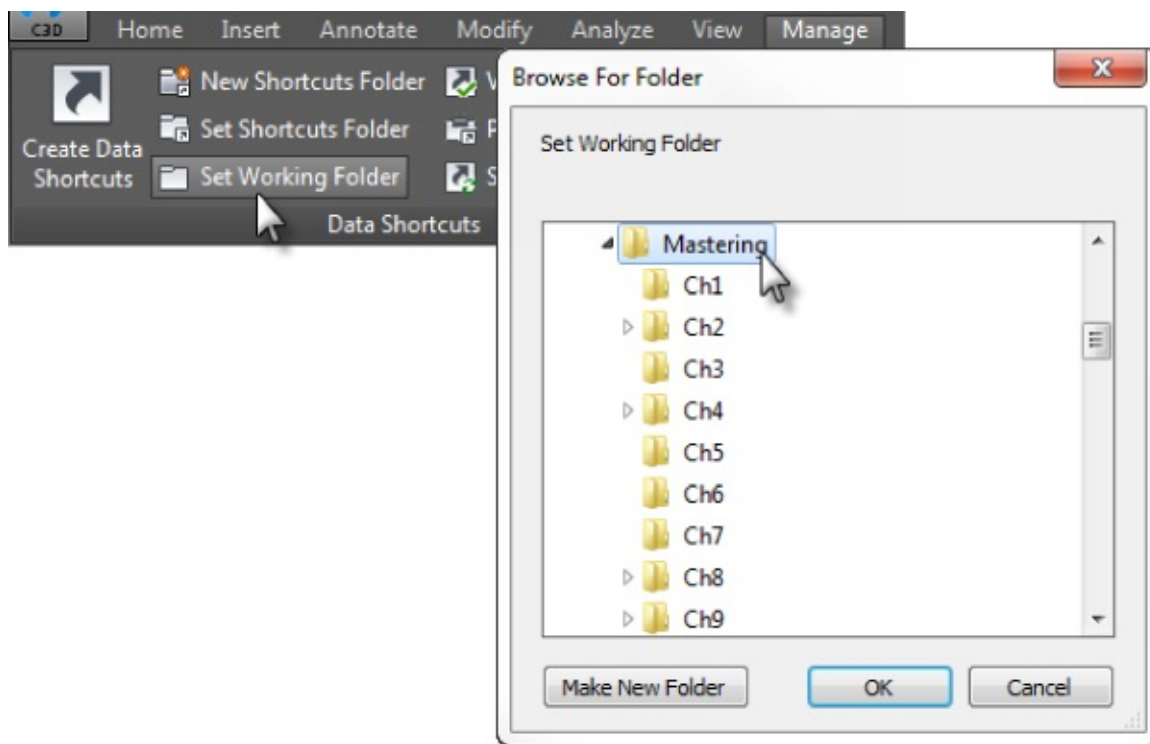 C3D Home Insert Annotate Modify Analyze View Manage
Create Data Shortcuts
New Shortcuts Folder
Set Shortcuts Folder
Set Working Folder
V
P
S
Data Shortcuts
Browse For Folder
Set Working Folder
Mastering
Ch1
Ch2
Ch3
Ch4
Ch5
Ch6
Ch7
Ch8
Ch9
Make New Folder OK Cancel